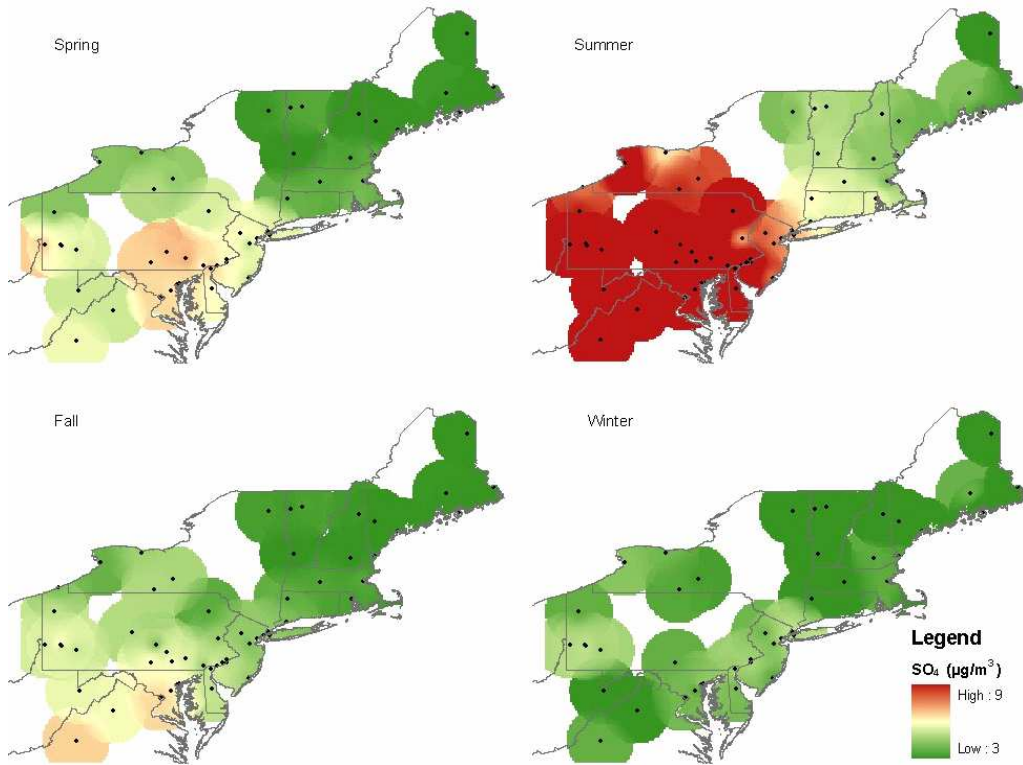 Spring
Summer
Fall
Winter
Legend
SO₄ (µg/m³)
High : 9
Low : 3